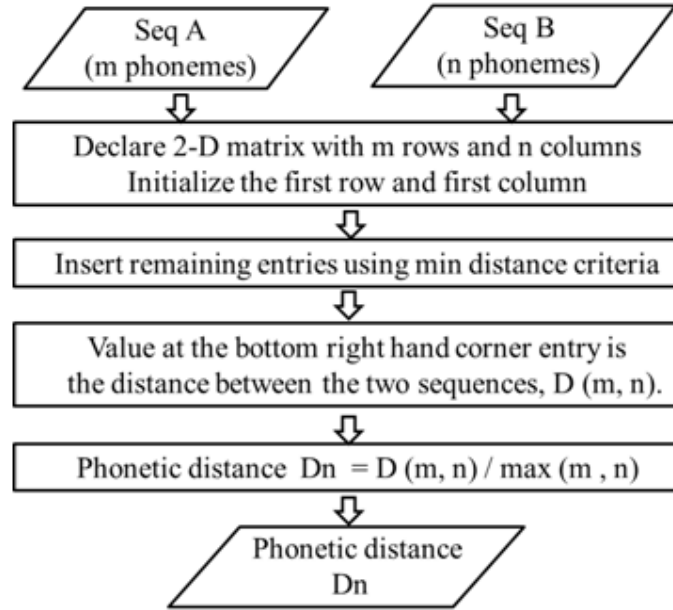 Seq A
(m phonemes)
Seq B
(n phonemes)
Declare 2-D matrix with m rows and n columns
Initialize the first row and first column
Insert remaining entries using min distance criteria
Value at the bottom right hand corner entry is
the distance between the two sequences, D (m, n).
Phonetic distance Dn = D (m, n) / max (m , n)
Phonetic distance
Dn